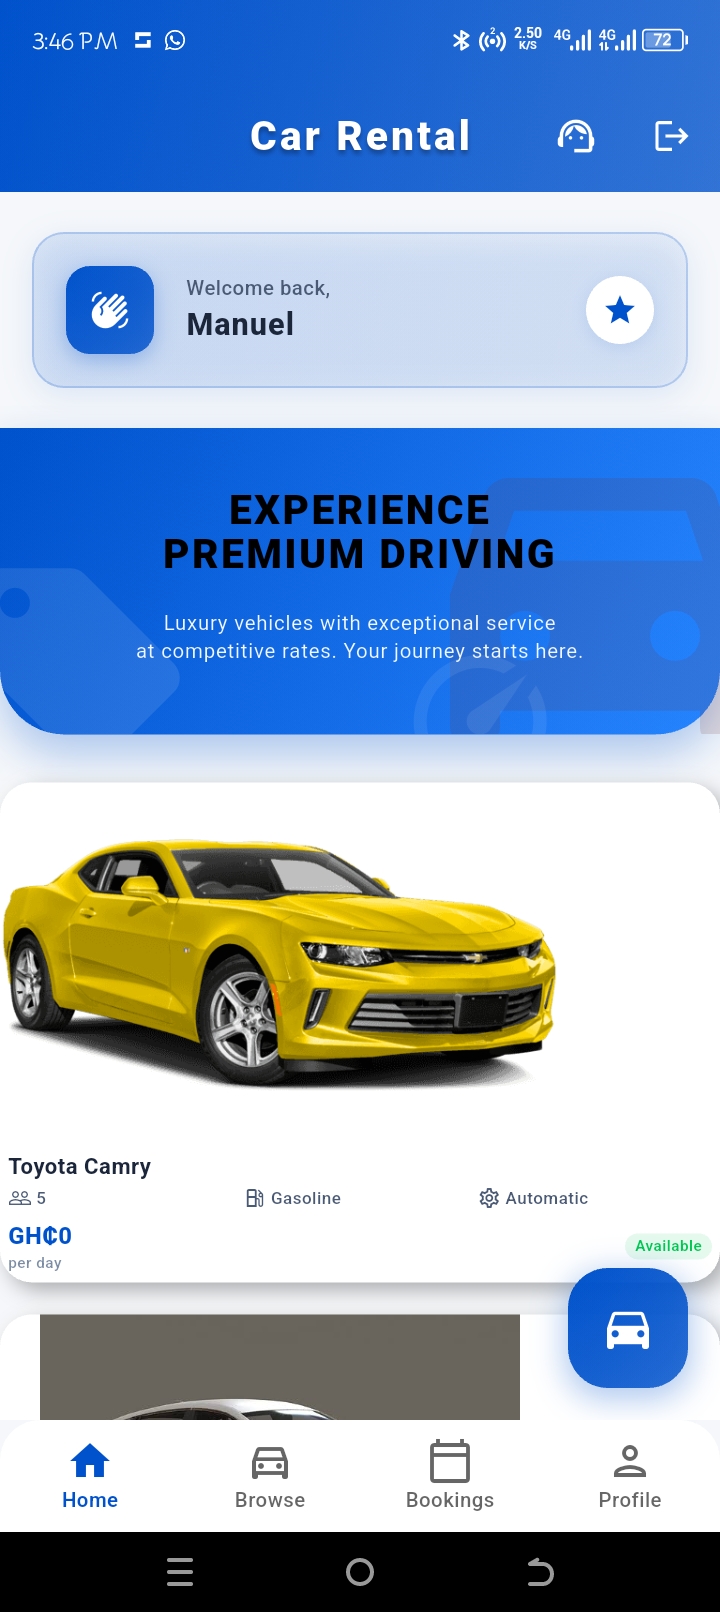 3:46 PM
2
2.50
K/S
4G
4G
72
Car Rental
Welcome back,
Manuel
EXPERIENCE
PREMIUM DRIVING
Luxury vehicles with exceptional service
at competitive rates. Your journey starts here.
Toyota Camry
5 Gasoline Automatic
GH₵0
per day
Available
Home Browse Bookings Profile